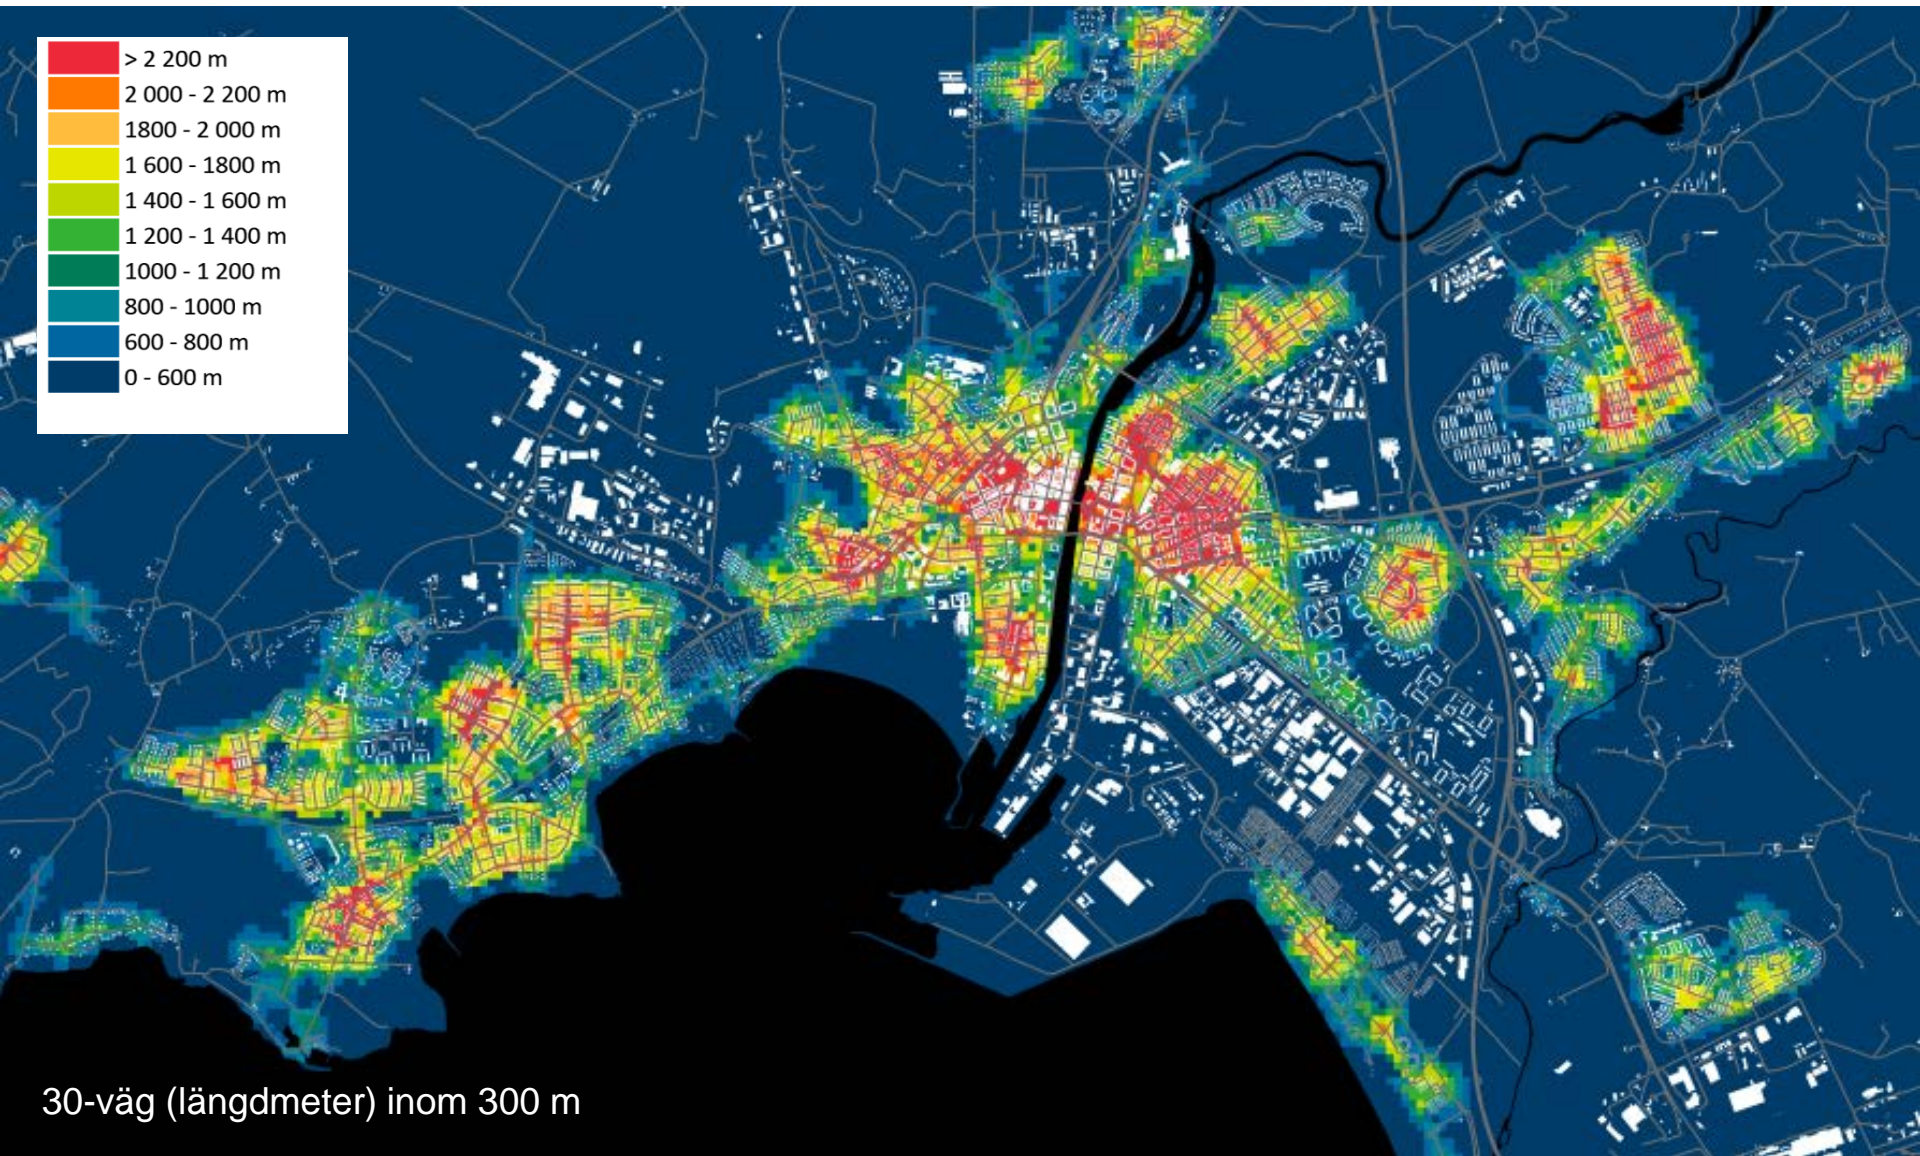 > 2 200 m
2 000 - 2 200 m
1800 - 2 000 m
1 600 - 1800 m
1 400 - 1 600 m
1 200 - 1 400 m
1000 - 1 200 m
800 - 1000 m
600 - 800 m
0 - 600 m
30-väg (längdmeter) inom 300 m